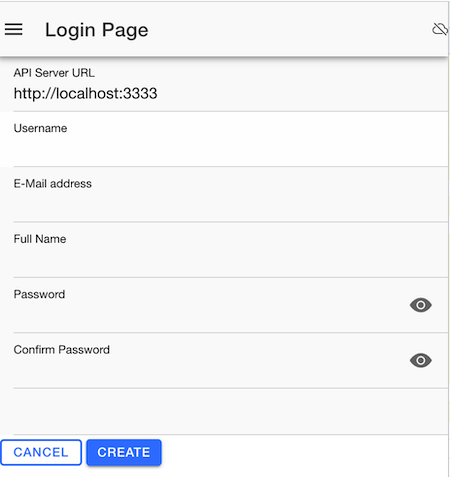 Login Page
API Server URL
http://localhost:3333
Username
E-Mail address
Full Name
Password
Confirm Password
CANCEL CREATE